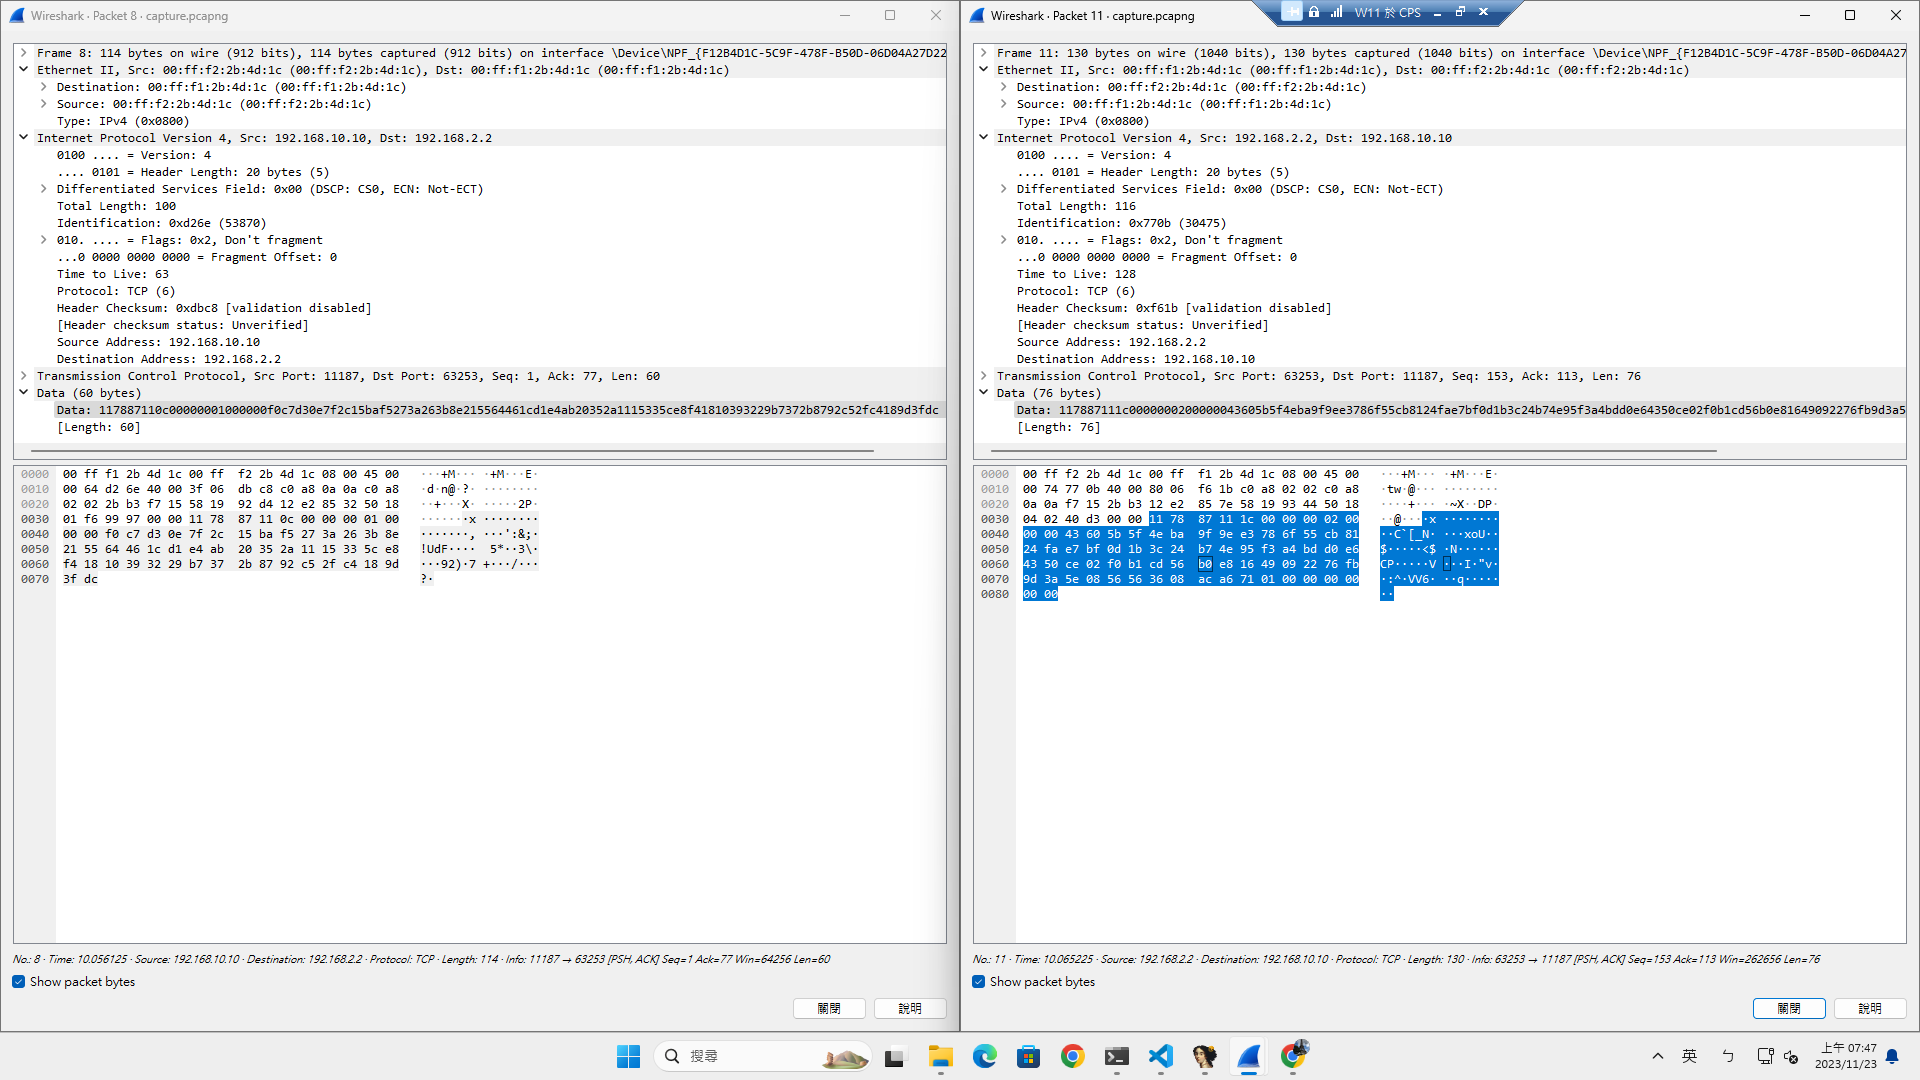 Wireshark · Packet 8 · capture.pcapng
Frame 8: 114 bytes on wire (912 bits), 114 bytes captured (912 bits) on interface \Device\NPF_{F12B4D1C-5C9F-478F-B50D-06D04A27D22
Ethernet II, Src: 00:ff:f2:2b:4d:1c (00:ff:f2:2b:4d:1c), Dst: 00:ff:f1:2b:4d:1c (00:ff:f1:2b:4d:1c)
Destination: 00:ff:f1:2b:4d:1c (00:ff:f1:2b:4d:1c)
Source: 00:ff:f2:2b:4d:1c (00:ff:f2:2b:4d:1c)
Type: IPv4 (0x0800)
Internet Protocol Version 4, Src: 192.168.10.10, Dst: 192.168.2.2
0100 .... = Version: 4
.... 0101 = Header Length: 20 bytes (5)
Differentiated Services Field: 0x00 (DSCP: CS0, ECN: Not-ECT)
Total Length: 100
Identification: 0xd26e (53870)
010. .... = Flags: 0x2, Don't fragment
...0 0000 0000 0000 = Fragment Offset: 0
Time to Live: 63
Protocol: TCP (6)
Header Checksum: 0xdbc8 [validation disabled]
[Header checksum status: Unverified]
Source Address: 192.168.10.10
Destination Address: 192.168.2.2
Transmission Control Protocol, Src Port: 11187, Dst Port: 63253, Seq: 1, Ack: 77, Len: 60
Data (60 bytes)
Data: 117887110c00000001000000f0c7d30e7f2c15baf5273a263b8e215564461cd1e4ab20352a1115335ce8f41810393229b7372b8792c52fc4189d3fdc
[Length: 60]
0000 00 ff f1 2b 4d 1c 00 ff f2 2b 4d 1c 08 00 45 00 ···+M··· ·+M···E·
0010 00 64 d2 6e 40 00 3f 06 db c8 c0 a8 0a 0a c0 a8 ·d·n@·?· ········
0020 02 02 2b b3 f7 15 58 19 92 d4 12 e2 85 32 50 18 ··+···X· ·····2P·
0030 01 f6 99 97 00 00 11 78 87 11 0c 00 00 00 01 00 ·······x ········
0040 00 00 f0 c7 d3 0e 7f 2c 15 ba f5 27 3a 26 3b 8e ·······, ···':&;·
0050 21 55 64 46 1c d1 e4 ab 20 35 2a 11 15 33 5c e8 !UdF···· 5*··3\·
0060 f4 18 10 39 32 29 b7 37 2b 87 92 c5 2f c4 18 9d ···92)·7 +···/···
0070 3f dc ?·
No.: 8 · Time: 10.056125 · Source: 192.168.10.10 · Destination: 192.168.2.2 · Protocol: TCP · Length: 114 · Info: 11187 → 63253 [PSH, ACK] Seq=1 Ack=77 Win=64256 Len=60
Show packet bytes
關閉
說明
Wireshark · Packet 11 · capture.pcapng
W11 於 CPS
Frame 11: 130 bytes on wire (1040 bits), 130 bytes captured (1040 bits) on interface \Device\NPF_{F12B4D1C-5C9F-478F-B50D-06D04A27
Ethernet II, Src: 00:ff:f1:2b:4d:1c (00:ff:f1:2b:4d:1c), Dst: 00:ff:f2:2b:4d:1c (00:ff:f2:2b:4d:1c)
Destination: 00:ff:f2:2b:4d:1c (00:ff:f2:2b:4d:1c)
Source: 00:ff:f1:2b:4d:1c (00:ff:f1:2b:4d:1c)
Type: IPv4 (0x0800)
Internet Protocol Version 4, Src: 192.168.2.2, Dst: 192.168.10.10
0100 .... = Version: 4
.... 0101 = Header Length: 20 bytes (5)
Differentiated Services Field: 0x00 (DSCP: CS0, ECN: Not-ECT)
Total Length: 116
Identification: 0x770b (30475)
010. .... = Flags: 0x2, Don't fragment
...0 0000 0000 0000 = Fragment Offset: 0
Time to Live: 128
Protocol: TCP (6)
Header Checksum: 0xf61b [validation disabled]
[Header checksum status: Unverified]
Source Address: 192.168.2.2
Destination Address: 192.168.10.10
Transmission Control Protocol, Src Port: 63253, Dst Port: 11187, Seq: 153, Ack: 113, Len: 76
Data (76 bytes)
Data: 117887111c0000000200000043605b5f4eba9f9ee3786f55cb8124fae7bf0d1b3c24b74e95f3a4bdd0e64350ce02f0b1cd56b0e81649092276fb9d3a5
[Length: 76]
0000 00 ff f2 2b 4d 1c 00 ff f1 2b 4d 1c 08 00 45 00 ···+M··· ·+M···E·
0010 00 74 77 0b 40 00 80 06 f6 1b c0 a8 02 02 c0 a8 ·tw·@··· ········
0020 0a 0a f7 15 2b b3 12 e2 85 7e 58 19 93 44 50 18 ····+··· ·~X··DP·
0030 04 02 40 d3 00 00 11 78 87 11 1c 00 00 00 02 00 ··@····x ········
0040 00 00 43 60 5b 5f 4e ba 9f 9e e3 78 6f 55 cb 81 ··C`[_N· ···xoU··
0050 24 fa e7 bf 0d 1b 3c 24 b7 4e 95 f3 a4 bd d0 e6 $·····<$ ·N······
0060 43 50 ce 02 f0 b1 cd 56 b0 e8 16 49 09 22 76 fb CP·····V ···I·"v·
0070 9d 3a 5e 08 56 56 36 08 ac a6 71 01 00 00 00 00 ·:^·VV6· ··q·····
0080 00 00 ··
No.: 11 · Time: 10.065225 · Source: 192.168.2.2 · Destination: 192.168.10.10 · Protocol: TCP · Length: 130 · Info: 63253 → 11187 [PSH, ACK] Seq=153 Ack=113 Win=262656 Len=76
Show packet bytes
關閉
說明
搜尋
英
ㄅ
上午 07:47
2023/11/23